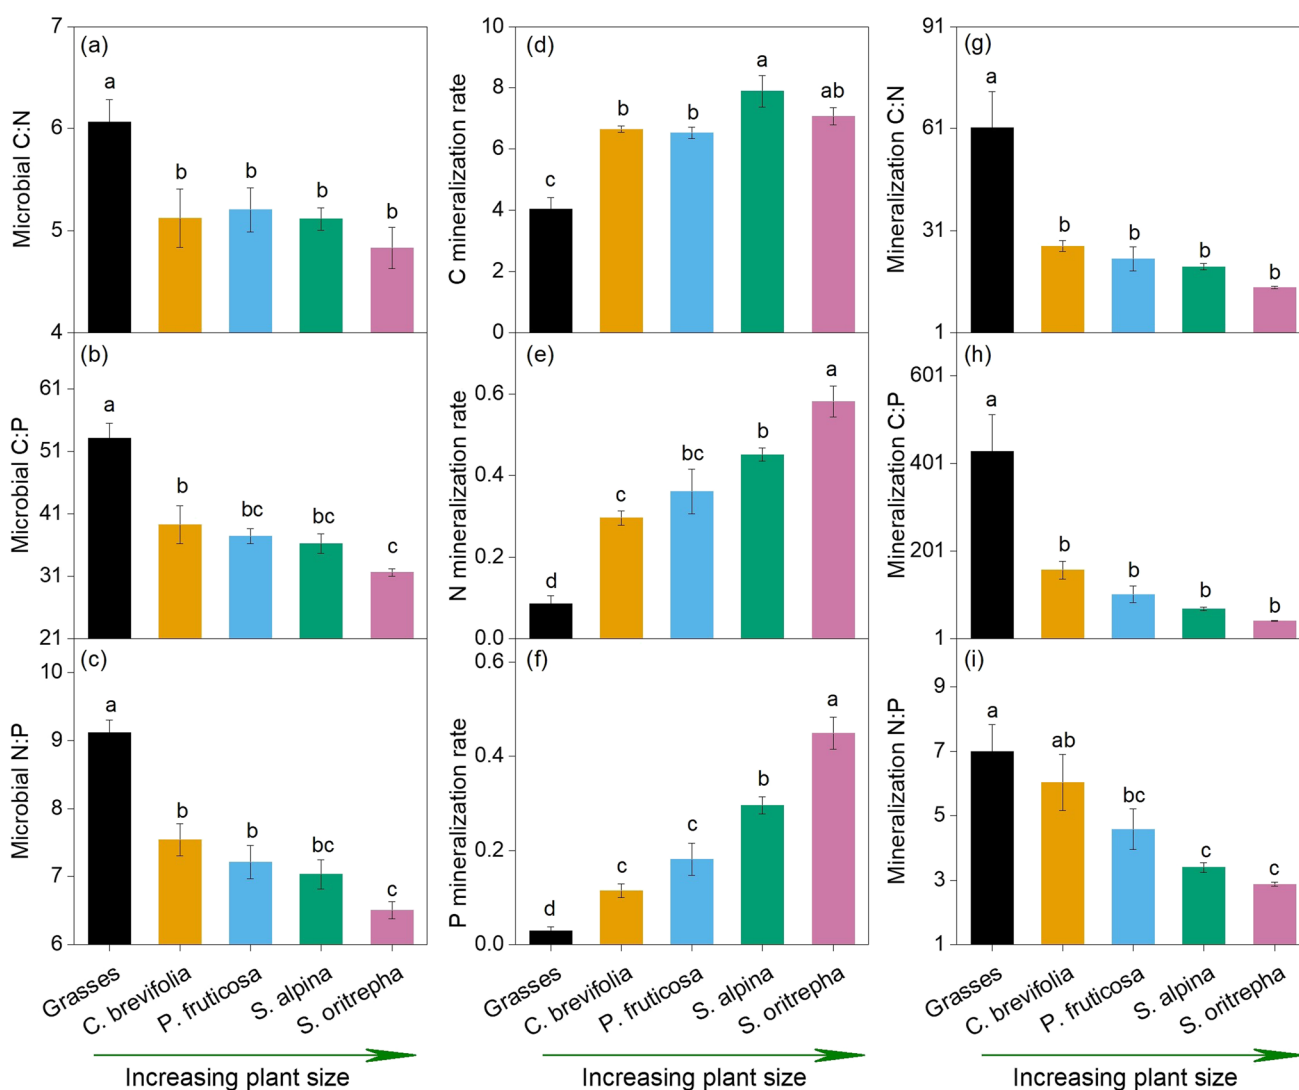 (a)
Microbial C:N
7
6
5
4
a
b
b
b
b
(b)
Microbial C:P
61
51
41
31
21
a
b
bc
bc
c
(c)
Microbial N:P
10
9
8
7
6
a
b
b
bc
c
Grasses
C. brevifolia
P. fruticosa
S. alpina
S. oritrepha
Increasing plant size
(d)
C mineralization rate
10
8
6
4
2
0
c
b
b
a
ab
(e)
N mineralization rate
0.6
0.4
0.2
0.0
d
c
bc
b
a
(f)
P mineralization rate
0.6
0.4
0.2
0.0
d
c
c
b
a
Grasses
C. brevifolia
P. fruticosa
S. alpina
S. oritrepha
Increasing plant size
(g)
Mineralization C:N
91
61
31
1
a
b
b
b
b
(h)
Mineralization C:P
601
401
201
1
a
b
b
b
b
(i)
Mineralization N:P
9
7
5
3
1
a
ab
bc
c
c
Grasses
C. brevifolia
P. fruticosa
S. alpina
S. oritrepha
Increasing plant size